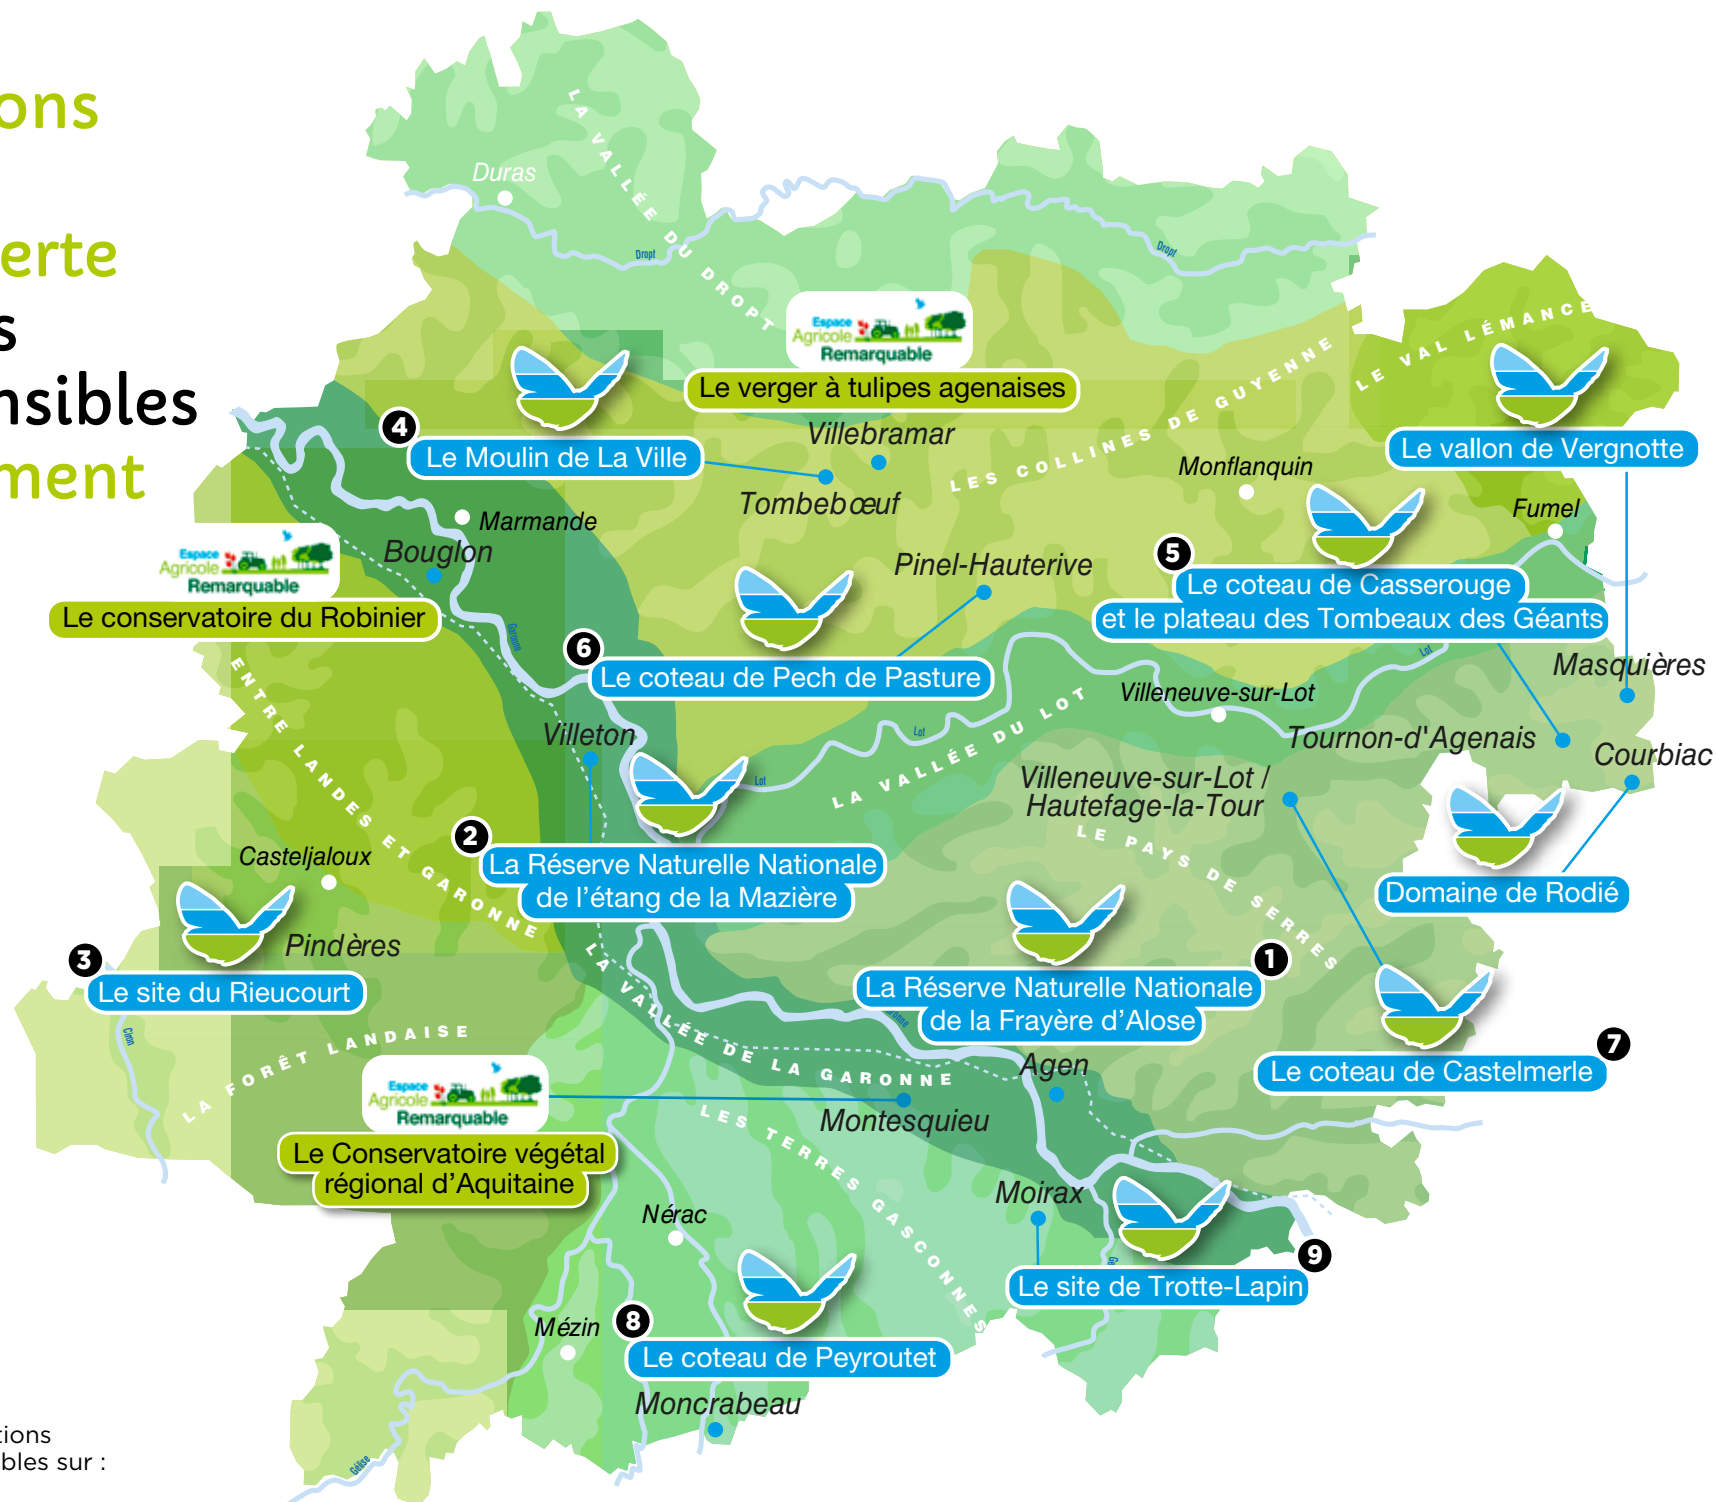 ons
erte
s
nsibles
ment
Duras
LA VALLÉE DU DROPT
Dropt
Dropt
Espace
Agricole
Remarquable
Le verger à tulipes agenaises
LE VAL LÉMANCE
LES COLLINES DE GUYENNE
4
Le Moulin de La Ville
Villebramar
Tombebœuf
Monflanquin
Le vallon de Vergnotte
Fumel
Marmande
Bouglon
Espace
Agricole
Remarquable
Le conservatoire du Robinier
Garonne
Pinel-Hauterive
5
Le coteau de Casserouge
et le plateau des Tombeaux des Géants
6
Le coteau de Pech de Pasture
Lot
Masquières
Villeneuve-sur-Lot
ENTRE LANDES ET GARONNE
Villeton
Lot
Lot
LA VALLÉE DU LOT
Tournon-d'Agenais
Courbiac
Villeneuve-sur-Lot /
Hautefage-la-Tour
LE PAYS DE SERRES
Casteljaloux
2
La Réserve Naturelle Nationale
de l’étang de la Mazière
Domaine de Rodié
Pindères
3
Le site du Rieucourt
1
La Réserve Naturelle Nationale
de la Frayère d’Alose
Ciron
LA FORÊT LANDAISE
LA VALLÉE DE LA GARONNE
aronne
7
Le coteau de Castelmerle
Agen
Espace
Agricole
Remarquable
Le Conservatoire végétal
régional d’Aquitaine
Montesquieu
LES TERRES GASCONNES
Moirax
Nérac
9
Le site de Trotte-Lapin
Mézin
8
Le coteau de Peyroutet
Moncrabeau
Gélise
tions
bles sur :